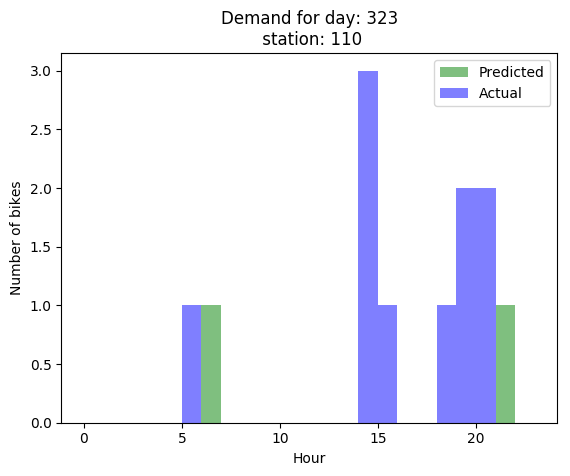 Demand for day: 323
station: 110
Predicted
Actual
Number of bikes
3.0
2.5
2.0
1.5
1.0
0.5
0.0
0 5 10 15 20
Hour